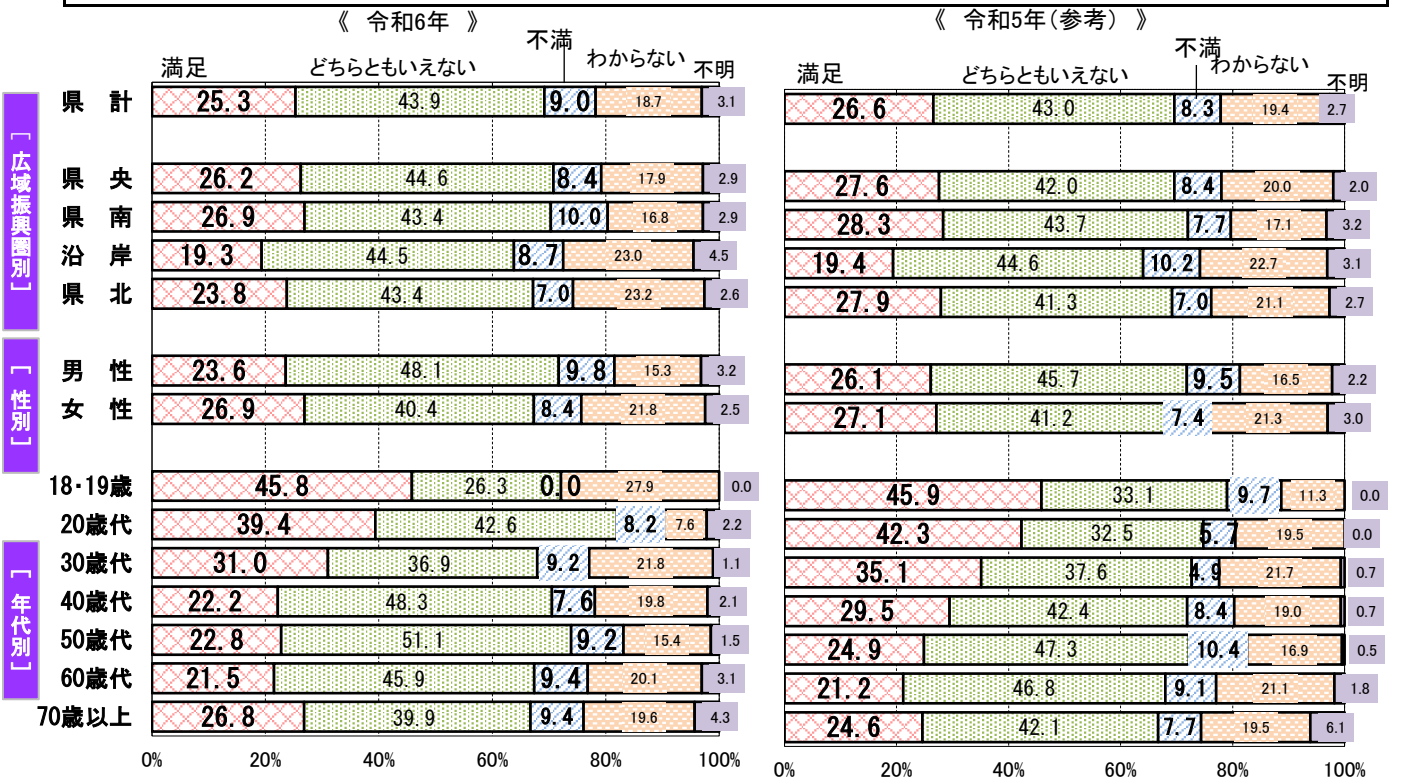 《 令和6年 》
満足 どちらともいえない 不満 わからない 不明
[ 広域振興圏別 ]
県 計 25.3 43.9 9.0 18.7 3.1
県 央 26.2 44.6 8.4 17.9 2.9
県 南 26.9 43.4 10.0 16.8 2.9
沿 岸 19.3 44.5 8.7 23.0 4.5
県 北 23.8 43.4 7.0 23.2 2.6
[ 性別 ]
男 性 23.6 48.1 9.8 15.3 3.2
女 性 26.9 40.4 8.4 21.8 2.5
[ 年代別 ]
18・19歳 45.8 26.3 0.0 27.9 0.0
20歳代 39.4 42.6 8.2 7.6 2.2
30歳代 31.0 36.9 9.2 21.8 1.1
40歳代 22.2 48.3 7.6 19.8 2.1
50歳代 22.8 51.1 9.2 15.4 1.5
60歳代 21.5 45.9 9.4 20.1 3.1
70歳以上 26.8 39.9 9.4 19.6 4.3
0% 20% 40% 60% 80% 100%
《 令和5年(参考) 》
満足 どちらともいえない 不満 わからない 不明
26.6 43.0 8.3 19.4 2.7
27.6 42.0 8.4 20.0 2.0
28.3 43.7 7.7 17.1 3.2
19.4 44.6 10.2 22.7 3.1
27.9 41.3 7.0 21.1 2.7
26.1 45.7 9.5 16.5 2.2
27.1 41.2 7.4 21.3 3.0
45.9 33.1 9.7 11.3 0.0
42.3 32.5 5.7 19.5 0.0
35.1 37.6 4.9 21.7 0.7
29.5 42.4 8.4 19.0 0.7
24.9 47.3 10.4 16.9 0.5
21.2 46.8 9.1 21.1 1.8
24.6 42.1 7.7 19.5 6.1
0% 20% 40% 60% 80% 100%